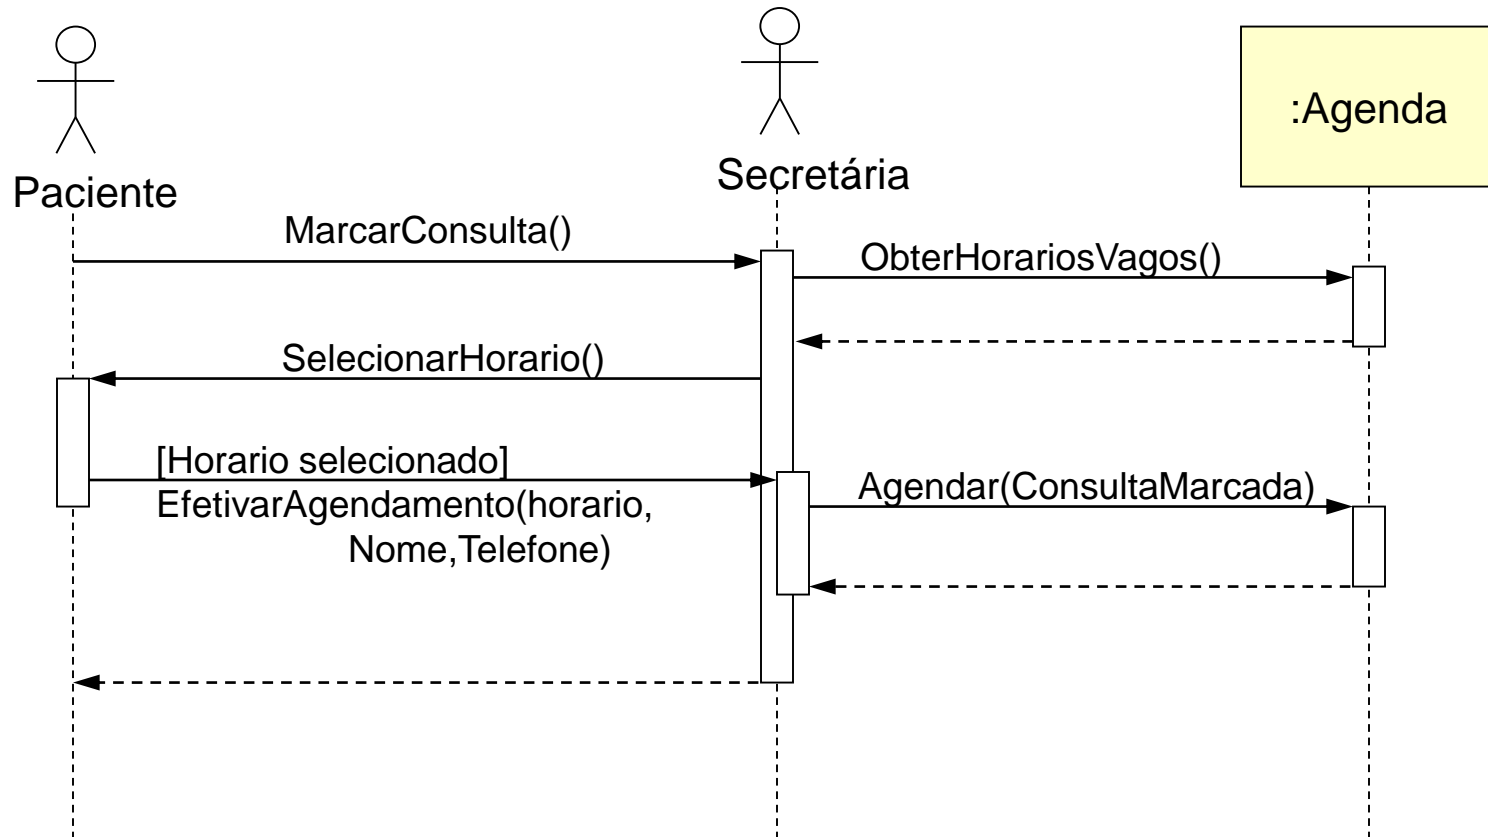 Paciente
Secretária
:Agenda
MarcarConsulta()
ObterHorariosVagos()
SelecionarHorario()
[Horario selecionado]
EfetivarAgendamento(horario,
Nome,Telefone)
Agendar(ConsultaMarcada)